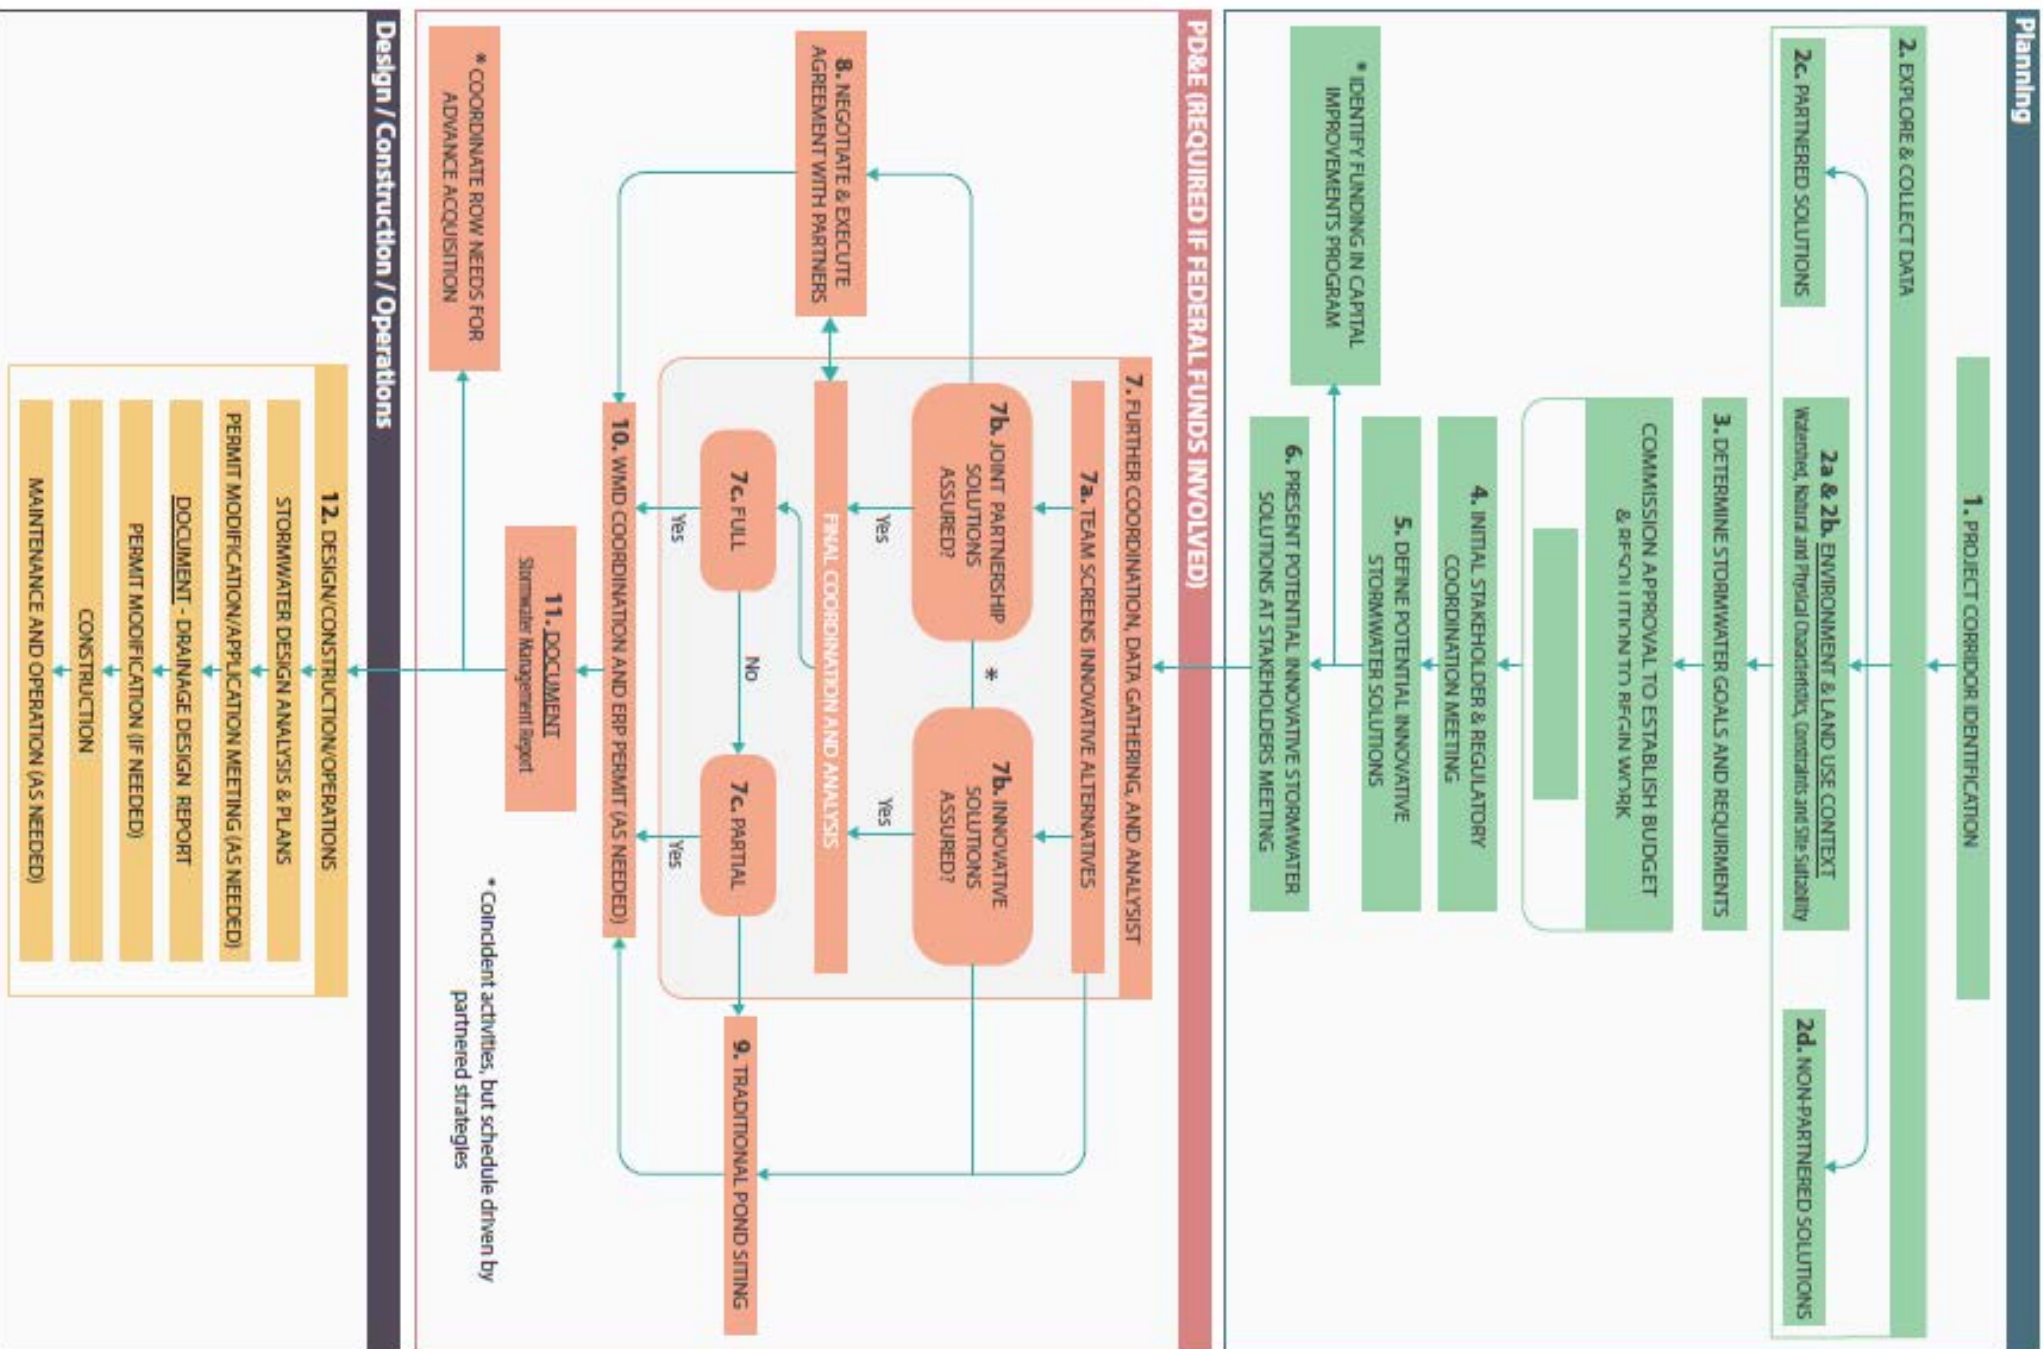 Planning
1. PROJECT CORRIDOR IDENTIFICATION
2. EXPLORE & COLLECT DATA
2c. PARTNERED SOLUTIONS
2a & 2b. ENVIRONMENT & LAND USE CONTEXT
Watershed, Natural and Physical Characteristics, Constraints and Site Suitability
2d. NON-PARTNERED SOLUTIONS
3. DETERMINE STORMWATER GOALS AND REQUIRMENTS
COMMISSION APPROVAL TO ESTABLISH BUDGET
& RESOLUTION TO BEGIN WORK
4. INITIAL STAKEHOLDER & REGULATORY
COORDINATION MEETING
5. DEFINE POTENTIAL INNOVATIVE
STORMWATER SOLUTIONS
* IDENTIFY FUNDING IN CAPITAL
IMPROVEMENTS PROGRAM
6. PRESENT POTENTIAL INNOVATIVE STORMWATER
SOLUTIONS AT STAKEHOLDERS MEETING
PD&E (REQUIRED IF FEDERAL FUNDS INVOLVED)
7. FURTHER COORDINATION, DATA GATHERING, AND ANALYSIST
7a. TEAM SCREENS INNOVATIVE ALTERNATIVES
7b. JOINT PARTNERSHIP
SOLUTIONS
ASSURED?
*
7b. INNOVATIVE
SOLUTIONS
ASSURED?
Yes
Yes
8. NEGOTIATE & EXECUTE
AGREEMENT WITH PARTNERS
FINAL COORDINATION AND ANALYSIS
7c. FULL
No
7c. PARTIAL
9. TRADITIONAL POND SITING
Yes
Yes
10. WMD COORDINATION AND ERP PERMIT (AS NEEDED)
11. DOCUMENT
Stormwater Management Report
* COORDINATE ROW NEEDS FOR
ADVANCE ACQUISITION
* Coincident activities, but schedule driven by
partnered strategies
Design / Construction / Operations
12. DESIGN/CONSTRUCTION/OPERATIONS
STORMWATER DESIGN ANALYSIS & PLANS
PERMIT MODIFICATION/APPLICATION MEETING (AS NEEDED)
DOCUMENT - DRAINAGE DESIGN REPORT
PERMIT MODIFICATION (IF NEEDED)
CONSTRUCTION
MAINTENANCE AND OPERATION (AS NEEDED)